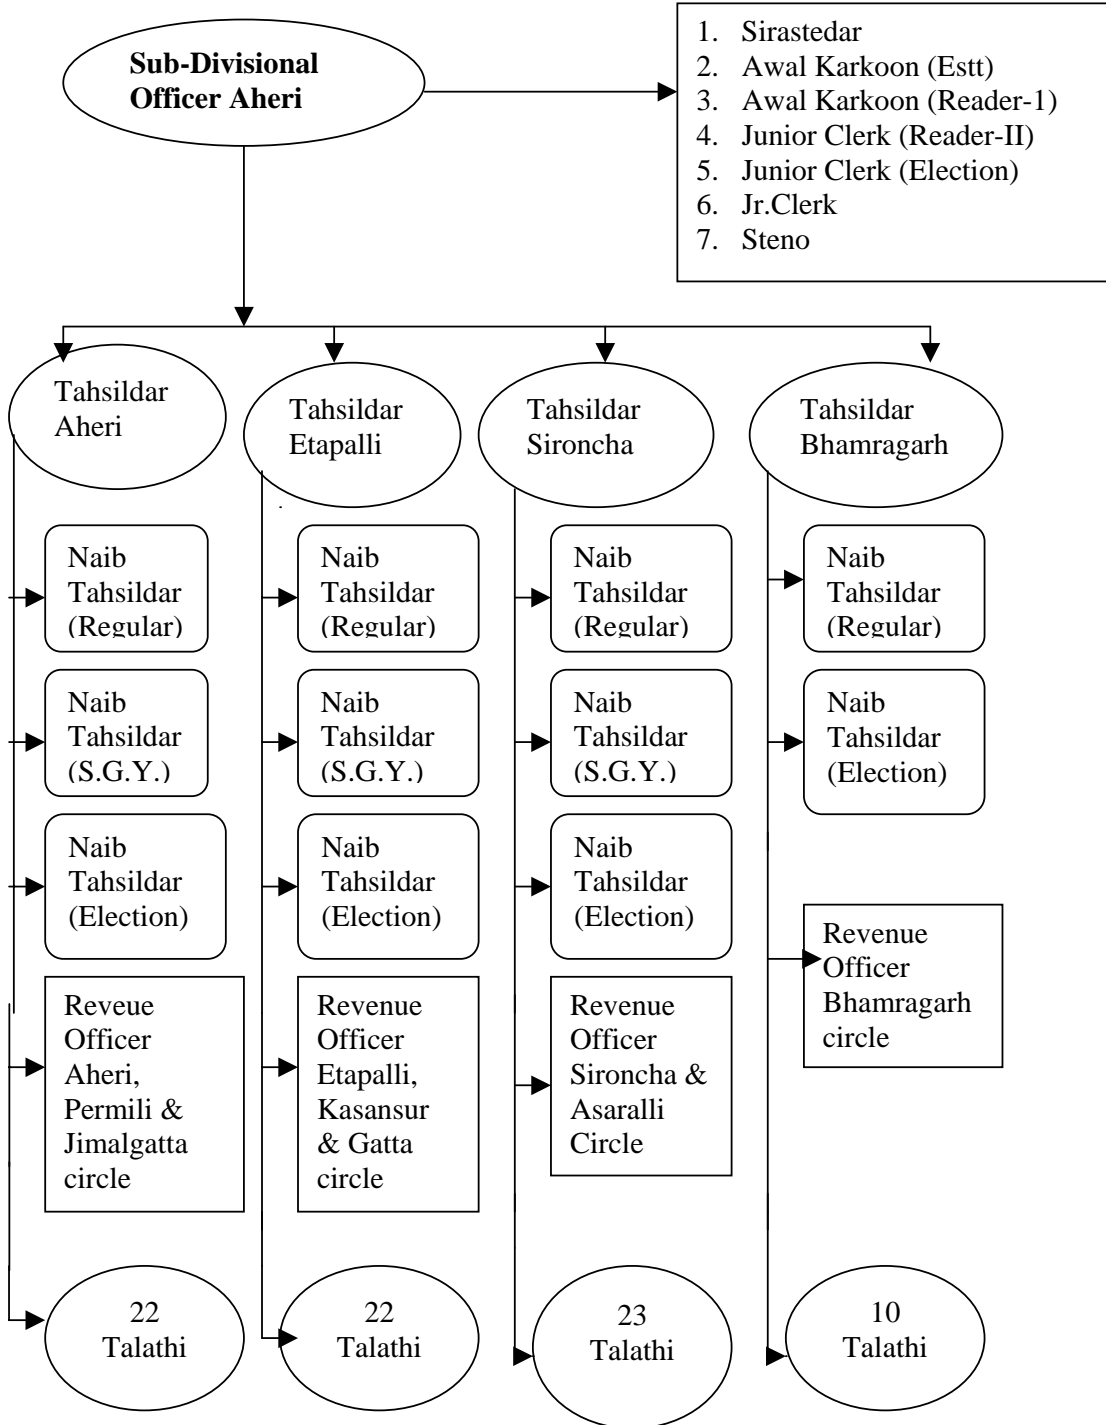 Sub-Divisional
Officer Aheri
1. Sirastedar
2. Awal Karkoon (Estt)
3. Awal Karkoon (Reader-1)
4. Junior Clerk (Reader-II)
5. Junior Clerk (Election)
6. Jr.Clerk
7. Steno
Tahsildar
Aheri
Tahsildar
Etapalli
Tahsildar
Sironcha
Tahsildar
Bhamragarh
Naib
Tahsildar
(Regular)
Naib
Tahsildar
(Regular)
Naib
Tahsildar
(Regular)
Naib
Tahsildar
(Regular)
Naib
Tahsildar
(S.G.Y.)
Naib
Tahsildar
(S.G.Y.)
Naib
Tahsildar
(S.G.Y.)
Naib
Tahsildar
(Election)
Naib
Tahsildar
(Election)
Naib
Tahsildar
(Election)
Naib
Tahsildar
(Election)
Revenue
Officer
Bhamragarh
circle
Reveue
Officer
Aheri,
Permili &
Jimalgatta
circle
Revenue
Officer
Etapalli,
Kasansur
& Gatta
circle
Revenue
Officer
Sironcha &
Asaralli
Circle
22
Talathi
22
Talathi
23
Talathi
10
Talathi